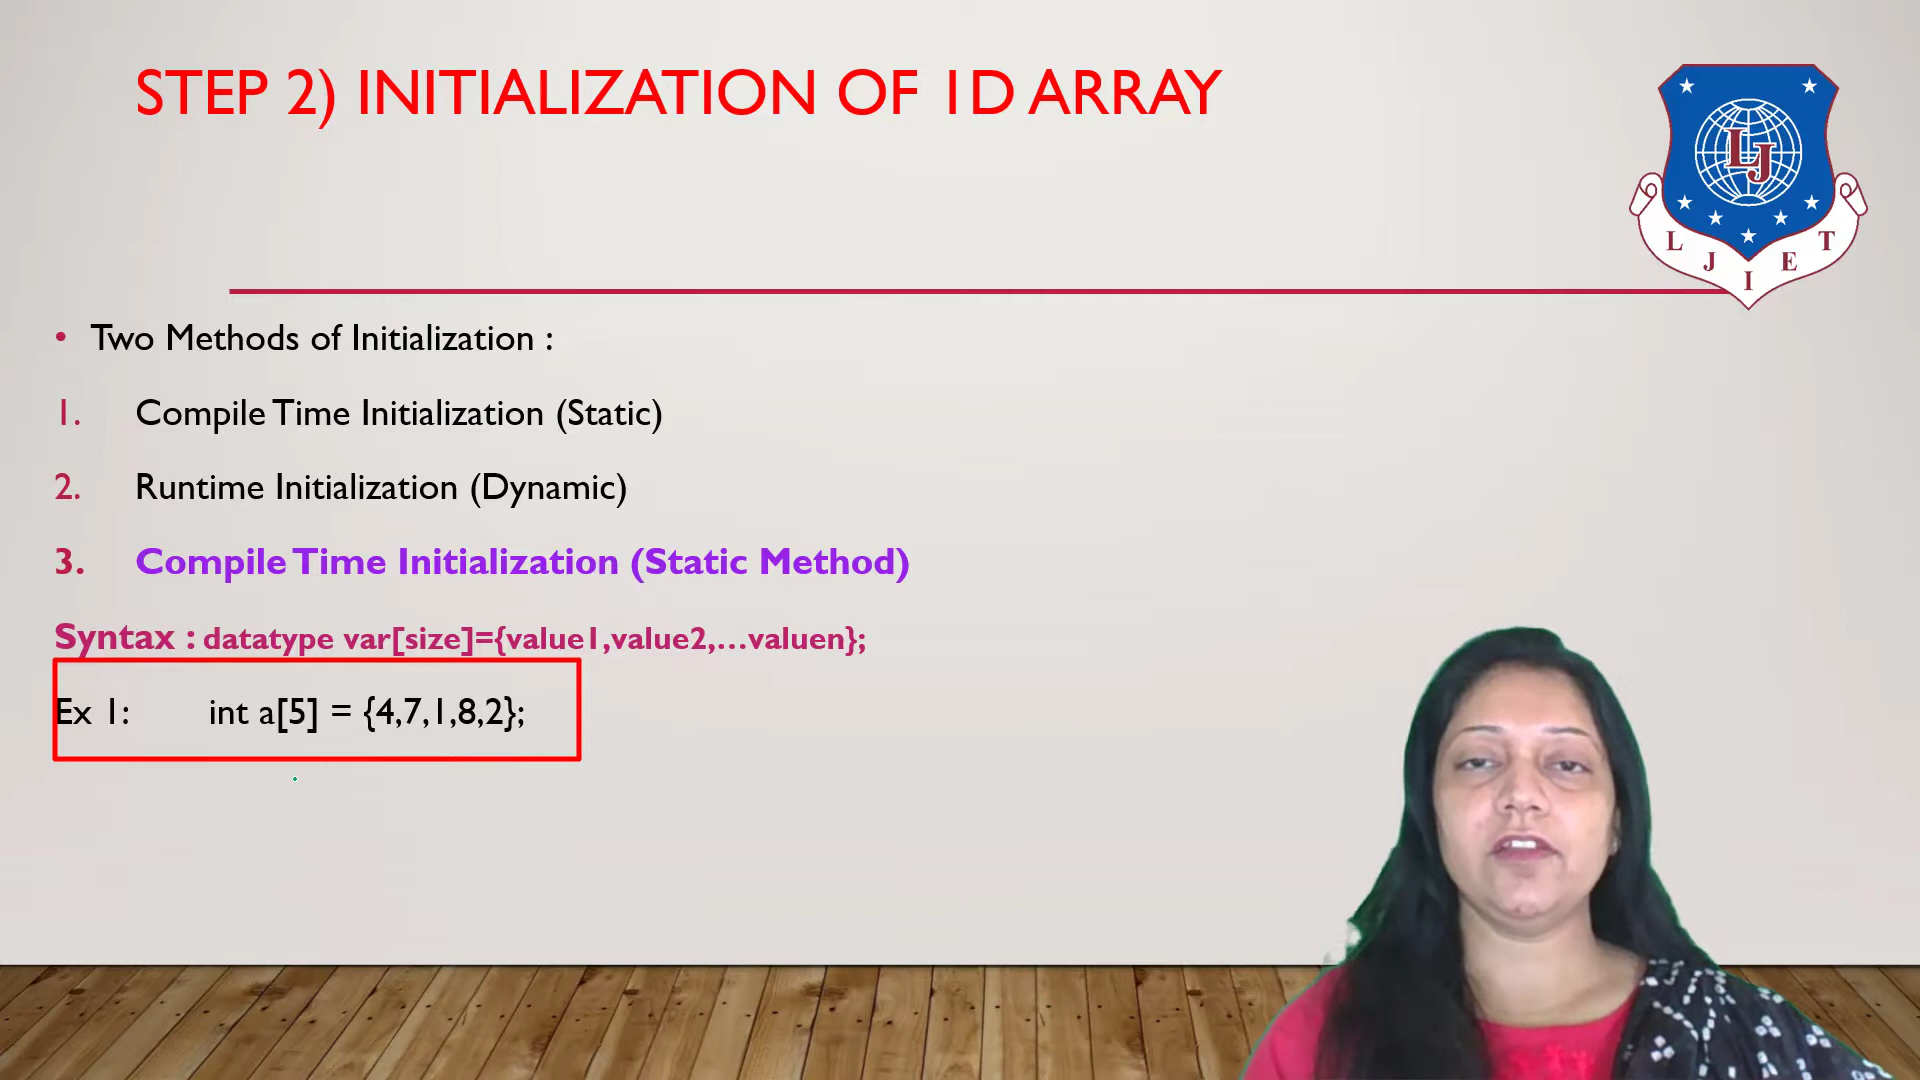 STEP 2) INITIALIZATION OF 1D ARRAY
LJ
L J I E T
• Two Methods of Initialization :
1. Compile Time Initialization (Static)
2. Runtime Initialization (Dynamic)
3. Compile Time Initialization (Static Method)
Syntax : datatype var[size]={value1,value2,...valuen};
Ex 1: int a[5] = {4,7,1,8,2};